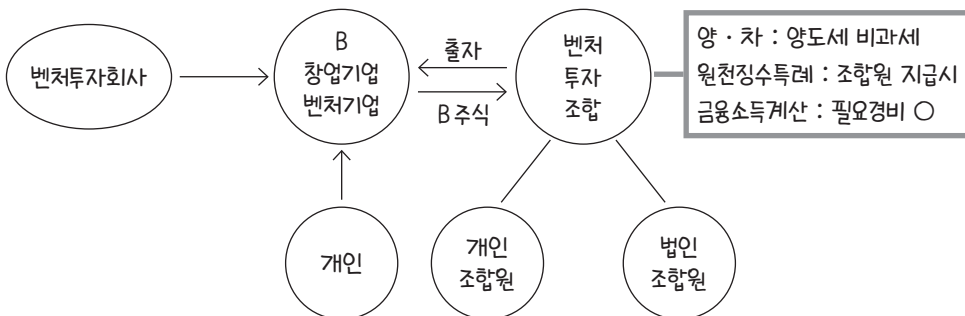 벤처투자회사
B
창업기업
벤처기업
출자
B 주식
벤처
투자
조합
양 · 차 : 양도세 비과세
원천징수특례 : 조합원 지급시
금융소득계산 : 필요경비 ○
개인
개인
조합원
법인
조합원